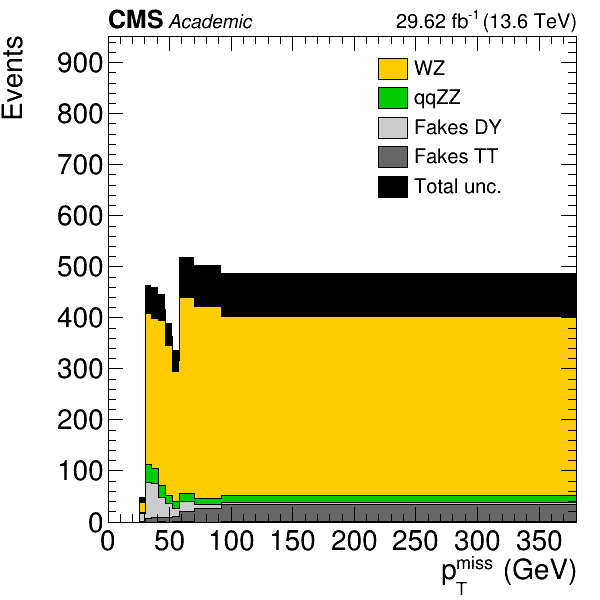 CMS Academic 29.62 fb⁻¹ (13.6 TeV)
Events
900
800
700
600
500
400
300
200
100
0
WZ
qqZZ
Fakes DY
Fakes TT
Total unc.
0 50 100 150 200 250 300 350
p_T^miss (GeV)